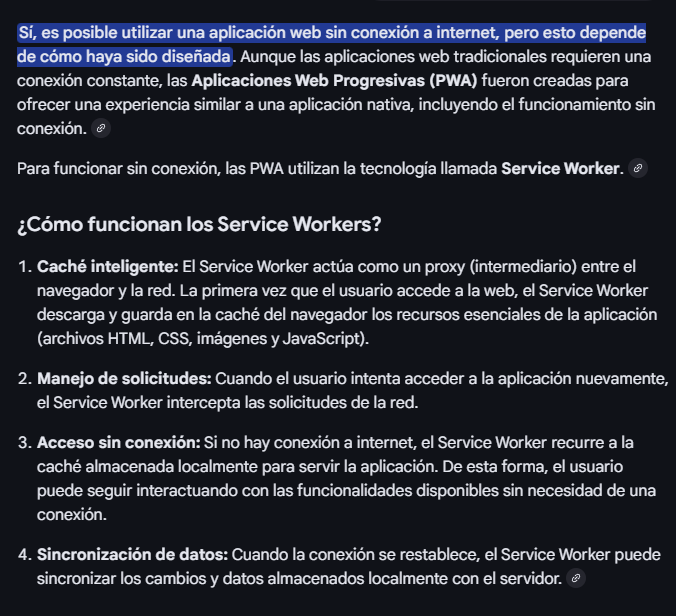 Sí, es posible utilizar una aplicación web sin conexión a internet, pero esto depende
de cómo haya sido diseñada. Aunque las aplicaciones web tradicionales requieren una
conexión constante, las Aplicaciones Web Progresivas (PWA) fueron creadas para
ofrecer una experiencia similar a una aplicación nativa, incluyendo el funcionamiento sin
conexión.
Para funcionar sin conexión, las PWA utilizan la tecnología llamada Service Worker.
¿Cómo funcionan los Service Workers?
1. Caché inteligente: El Service Worker actúa como un proxy (intermediario) entre el
navegador y la red. La primera vez que el usuario accede a la web, el Service Worker
descarga y guarda en la caché del navegador los recursos esenciales de la aplicación
(archivos HTML, CSS, imágenes y JavaScript).
2. Manejo de solicitudes: Cuando el usuario intenta acceder a la aplicación nuevamente,
el Service Worker intercepta las solicitudes de la red.
3. Acceso sin conexión: Si no hay conexión a internet, el Service Worker recurre a la
caché almacenada localmente para servir la aplicación. De esta forma, el usuario
puede seguir interactuando con las funcionalidades disponibles sin necesidad de una
conexión.
4. Sincronización de datos: Cuando la conexión se restablece, el Service Worker puede
sincronizar los cambios y datos almacenados localmente con el servidor.